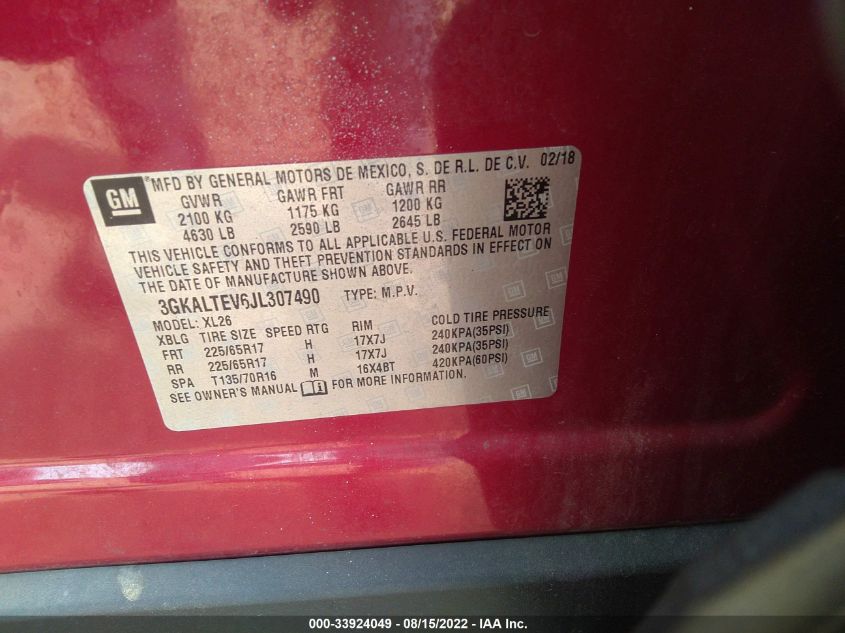 GM
MFD BY GENERAL MOTORS DE MEXICO, S. DE R.L. DE C.V. 02/18
GVWR GAWR FRT GAWR RR
2100 KG 1175 KG 1200 KG
4630 LB 2590 LB 2645 LB
THIS VEHICLE CONFORMS TO ALL APPLICABLE U.S. FEDERAL MOTOR
VEHICLE SAFETY AND THEFT PREVENTION STANDARDS IN EFFECT ON
THE DATE OF MANUFACTURE SHOWN ABOVE.
3GKALTEV6JL307490 TYPE: M.P.V.
MODEL: XL26
XBLG TIRE SIZE SPEED RTG RIM COLD TIRE PRESSURE
FRT 225/65R17 H 17X7J 240KPA(35PSI)
RR 225/65R17 H 17X7J 240KPA(35PSI)
SPA T135/70R16 M 16X4BT 420KPA(60PSI)
SEE OWNER'S MANUAL FOR MORE INFORMATION.
000-33924049 - 08/15/2022 - IAA Inc.